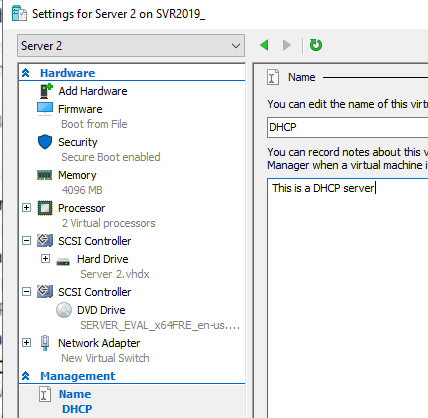 Settings for Server 2 on SVR2019_
Server 2
Hardware
Add Hardware
Firmware
Boot from File
Security
Secure Boot enabled
Memory
4096 MB
Processor
2 Virtual processors
SCSI Controller
Hard Drive
Server 2.vhdx
SCSI Controller
DVD Drive
SERVER_EVAL_x64FRE_en-us....
Network Adapter
New Virtual Switch
Management
Name
DHCP
Name
You can edit the name of this virtu
DHCP
You can record notes about this v
Manager when a virtual machine i
This is a DHCP server